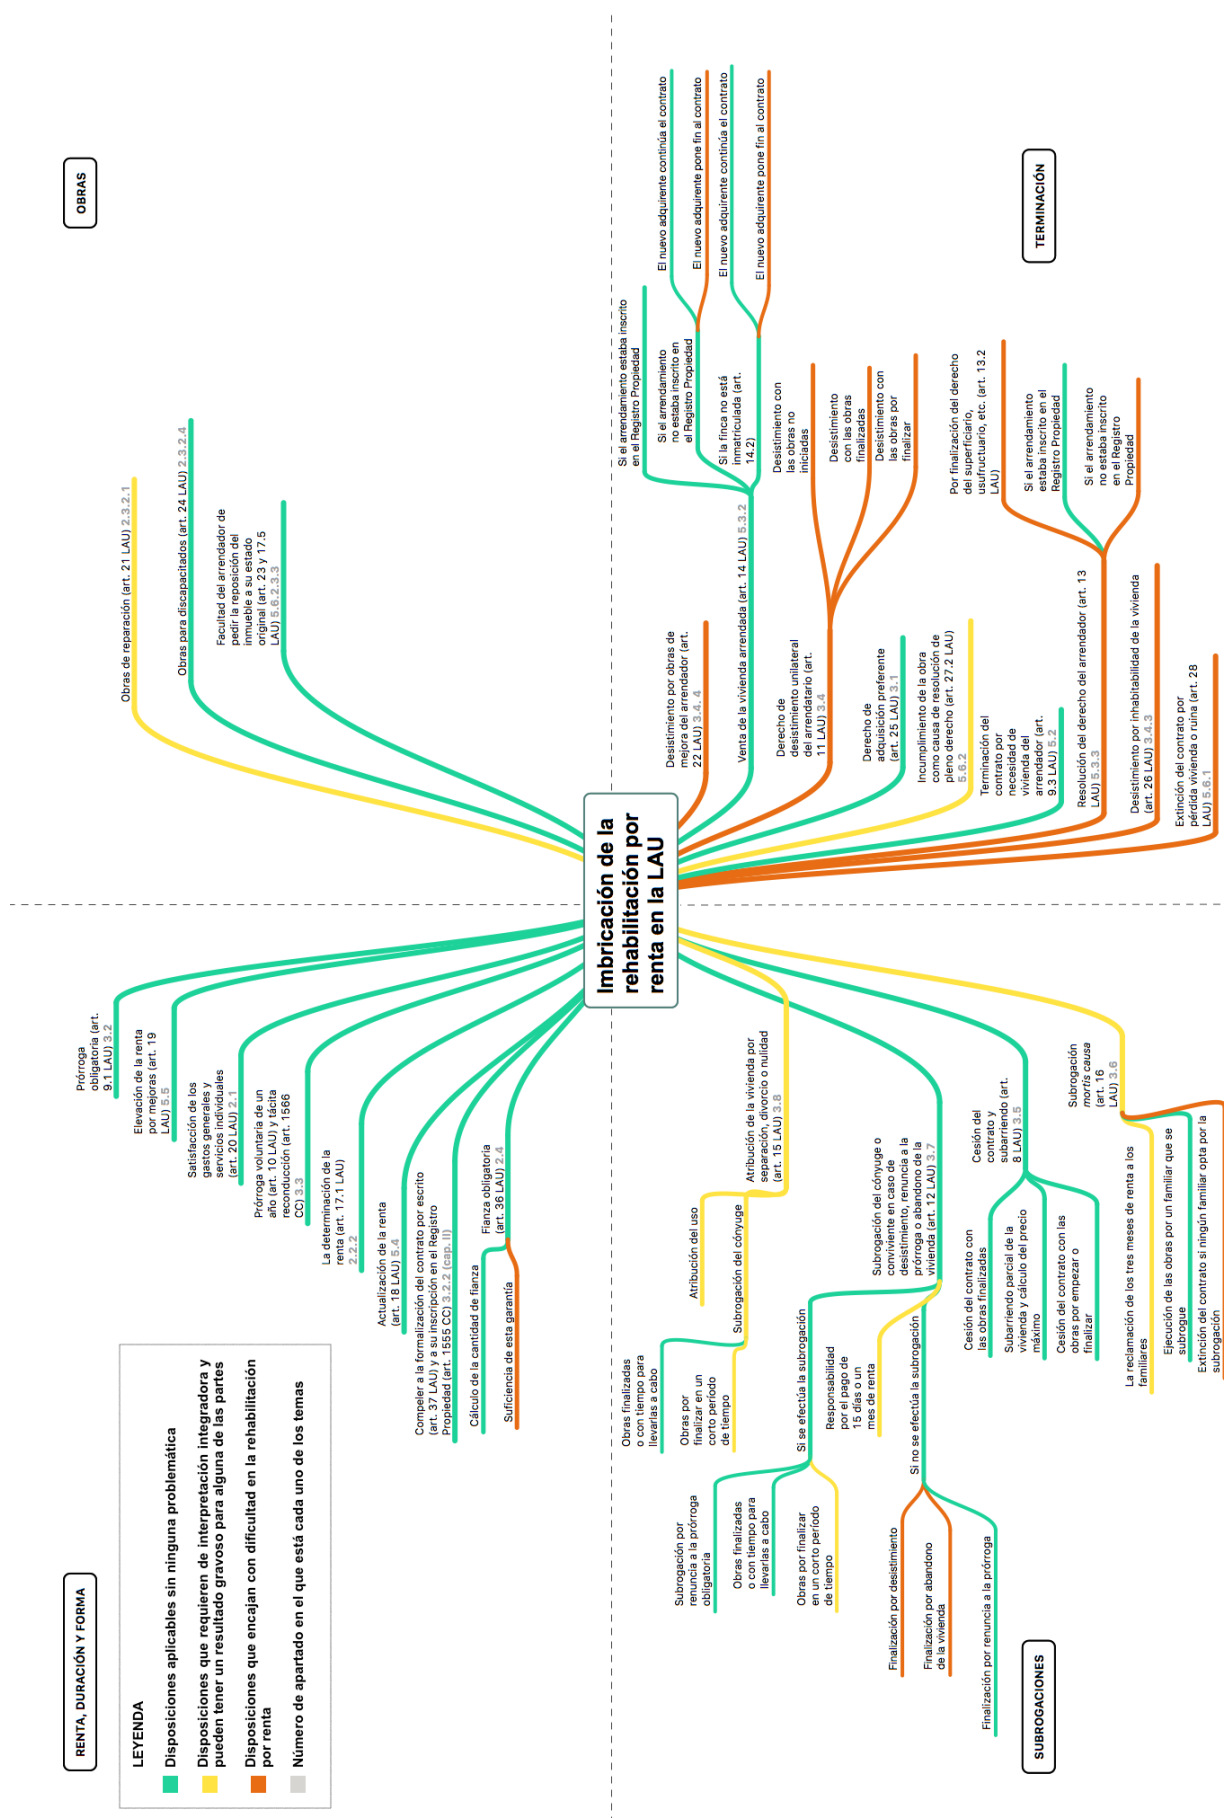 RENTA, DURACIÓN Y FORMA
LEYENDA
Disposiciones aplicables sin ninguna problemática
Disposiciones que requieren de interpretación integradora y
pueden tener un resultado gravoso para alguna de las partes
Disposiciones que encajan con dificultad en la rehabilitación
por renta
Número de apartado en el que está cada uno de los temas
Prórroga
obligatoria (art.
9.1 LAU) 3.2
Elevación de la renta
por mejoras (art. 19
LAU) 5.5
Satisfacción de los
gastos generales y
servicios individuales
(art. 20 LAU) 2.1
Prórroga voluntaria de un
año (art. 10 LAU) y tácita
reconducción (art. 1566
CC) 3.3
La determinación de la
renta (art. 17.1 LAU)
2.2.2
Actualización de la renta
(art. 18 LAU) 5.4
Compeler a la formalización del contrato por escrito
(art. 37 LAU) y a su inscripción en el Registro
Propiedad (art. 1555 CC) 3.2.2 (cap. II)
Fianza obligatoria
(art. 36 LAU) 2.4
Cálculo de la cantidad de fianza
Suficiencia de esta garantía
OBRAS
Obras de reparación (art. 21 LAU) 2.3.2.1
Obras para discapacitados (art. 24 LAU) 2.3.2.4
Facultad del arrendador de
pedir la reposición del
inmueble a su estado
original (art. 23 y 17.5
LAU) 5.6.2.3.3
Imbricación de la
rehabilitación por
renta en la LAU
SUBROGACIONES
Atribución de la vivienda por
separación, divorcio o nulidad
(art. 15 LAU) 3.8
Atribución del uso
Subrogación del cónyuge
Obras finalizadas
o con tiempo para
llevarlas a cabo
Obras por
finalizar en un
corto período
de tiempo
Subrogación del cónyuge o
conviviente en caso de
desistimiento, renuncia a la
prórroga o abandono de la
vivienda (art. 12 LAU) 3.7
Si se efectúa la subrogación
Subrogación por
renuncia a la prórroga
obligatoria
Obras finalizadas
o con tiempo para
llevarlas a cabo
Obras por finalizar
en un corto período
de tiempo
Responsabilidad
por el pago de
15 días o un
mes de renta
Si no se efectúa la subrogación
Finalización por desistimiento
Finalización por abandono
de la vivienda
Finalización por renuncia a la prórroga
Cesión del
contrato y
subarriendo (art.
8 LAU) 3.5
Cesión del contrato con
las obras finalizadas
Subarriendo parcial de la
vivienda y cálculo del precio
máximo
Cesión del contrato con las
obras por empezar o
finalizar
Subrogación
mortis causa
(art. 16
LAU) 3.6
La reclamación de los tres meses de renta a los
familiares
Ejecución de las obras por un familiar que se
subrogue
Extinción del contrato si ningún familiar opta por la
subrogación
TERMINACIÓN
Desistimiento por obras de
mejora del arrendador (art.
22 LAU) 3.4. 4
Venta de la vivienda arrendada (art. 14 LAU) 5.3.2
Si el arrendamiento estaba inscrito
en el Registro Propiedad
Si el arrendamiento
no estaba inscrito en
el Registro Propiedad
El nuevo adquirente continúa el contrato
El nuevo adquirente pone fin al contrato
Si la finca no está
inmatriculada (art.
14.2)
El nuevo adquirente continúa el contrato
El nuevo adquirente pone fin al contrato
Derecho de
desistimiento unilateral
del arrendatario (art.
11 LAU) 3.4
Desistimiento con
las obras no
iniciadas
Desistimiento
con las obras
finalizadas
Desistimiento con
las obras por
finalizar
Derecho de
adquisición preferente
(art. 25 LAU) 3.1
Incumplimiento de la obra
como causa de resolución de
pleno derecho (art. 27.2 LAU)
5.6.2
Terminación del
contrato por
necesidad de
vivienda del
arrendador (art.
9.3 LAU) 5.2
Resolución del derecho del arrendador (art. 13
LAU) 5.3.3
Por finalización del derecho
del superficiario,
usufructuario, etc. (art. 13.2
LAU)
Si el arrendamiento
estaba inscrito en el
Registro Propiedad
Si el arrendamiento
no estaba inscrito
en el Registro
Propiedad
Desistimiento por inhabitabilidad de la vivienda
(art. 26 LAU) 3.4.3
Extinción del contrato por
pérdida vivienda o ruina (art. 28
LAU) 5.6.1